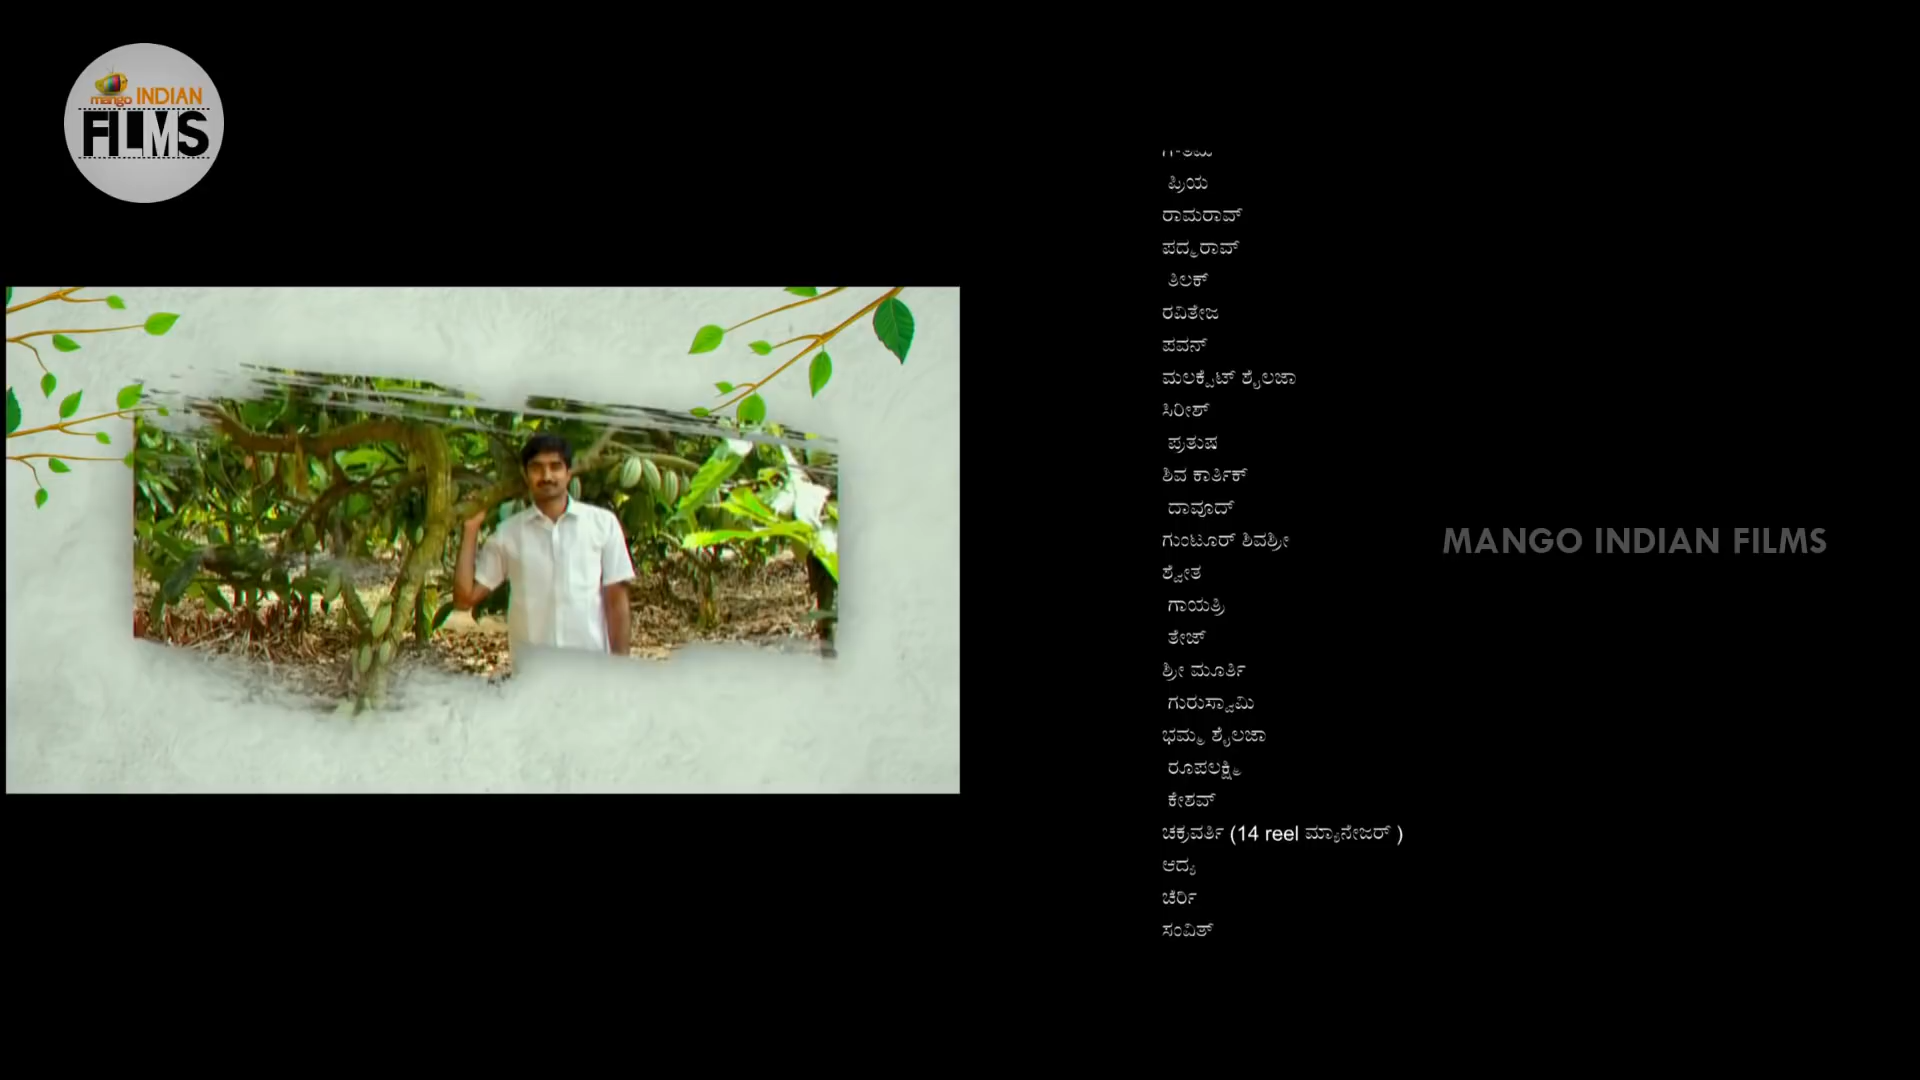 mango INDIAN
FILMS
ಪ್ರಿಯ
ರಾಮರಾವ್
ಪದ್ಮರಾವ್
ತಿಲಕ್
ರವಿತೇಜ
ಪವನ್
ಮಲಕ್ಪೆಟ್ ಶೈಲಜಾ
ಸಿರೀಶ್
ಪ್ರತುಷ
ಶಿವ ಕಾರ್ತಿಕ್
ದಾವೂದ್
ಗುಂಟೂರ್ ಶಿವಶ್ರೀ
ಶ್ವೇತ
ಗಾಯತ್ರಿ
ತೇಜ್
ಶ್ರೀ ಮೂರ್ತಿ
ಗುರುಸ್ವಾಮಿ
ಭಮ್ಮ ಶೈಲಜಾ
ರೂಪಲಕ್ಷ್ಮಿ
ಕೇಶವ್
ಚಕ್ರವರ್ತಿ (14 reel ಮ್ಯಾನೇಜರ್ )
ಆದ್ಯ
ಚೆರ್ರಿ
ಸಂವಿತ್
MANGO INDIAN FILMS